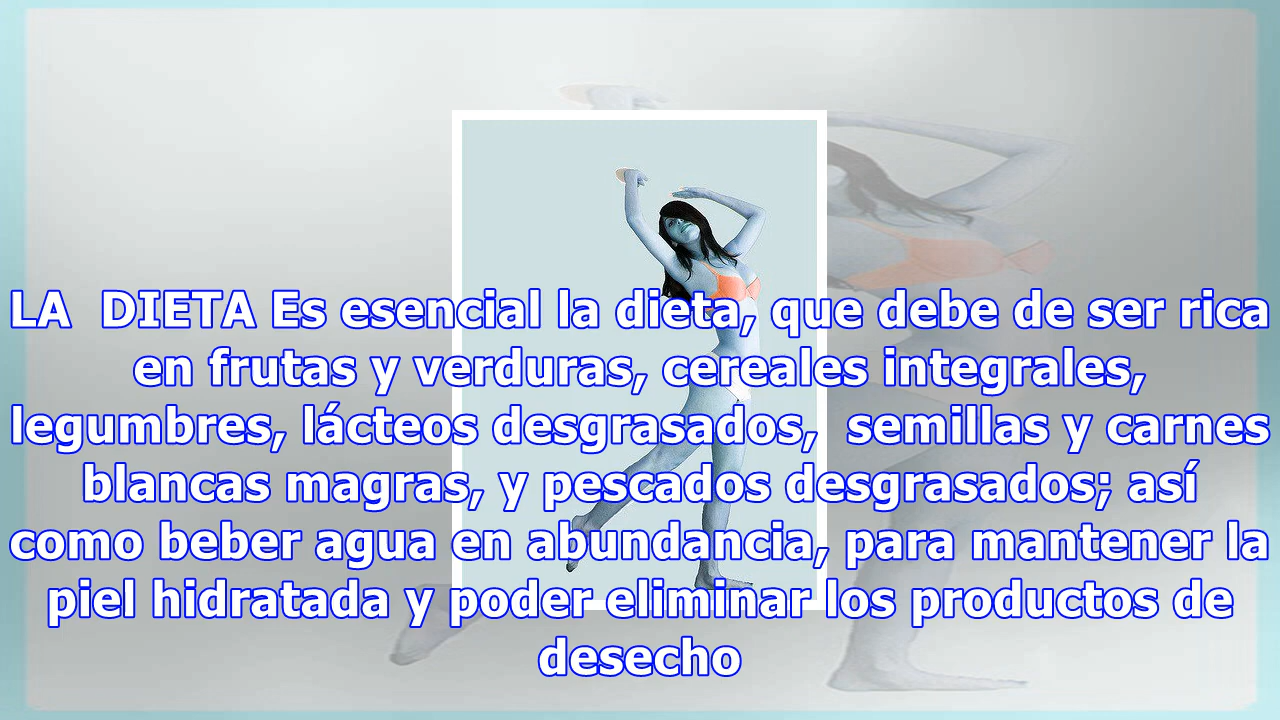 LA  DIETA Es esencial la dieta, que debe de ser rica
en frutas y verduras, cereales integrales,
legumbres, lácteos desgrasados,  semillas y carnes
blancas magras, y pescados desgrasados; así
como beber agua en abundancia, para mantener la
piel hidratada y poder eliminar los productos de
desecho